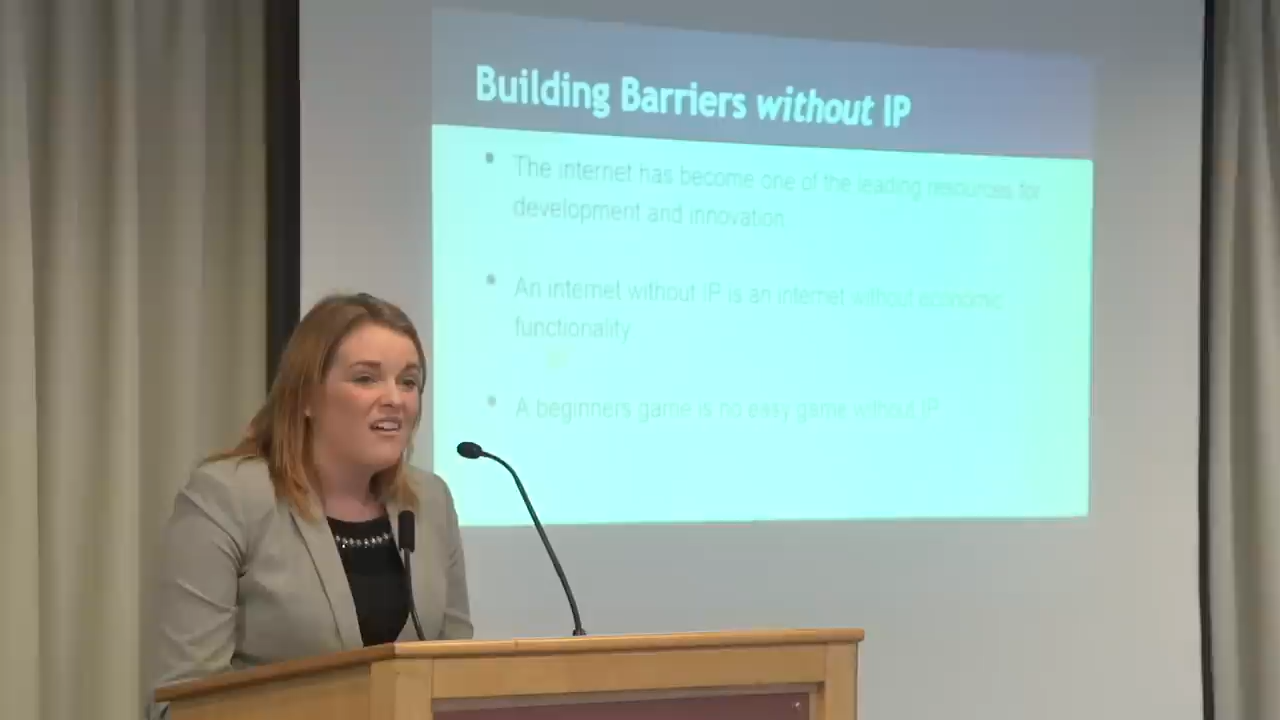 Building Barriers without IP
The internet has become one of the leading resources for
development and innovation
An internet without IP is an internet without economic
functionality
A beginners game is no easy game without IP